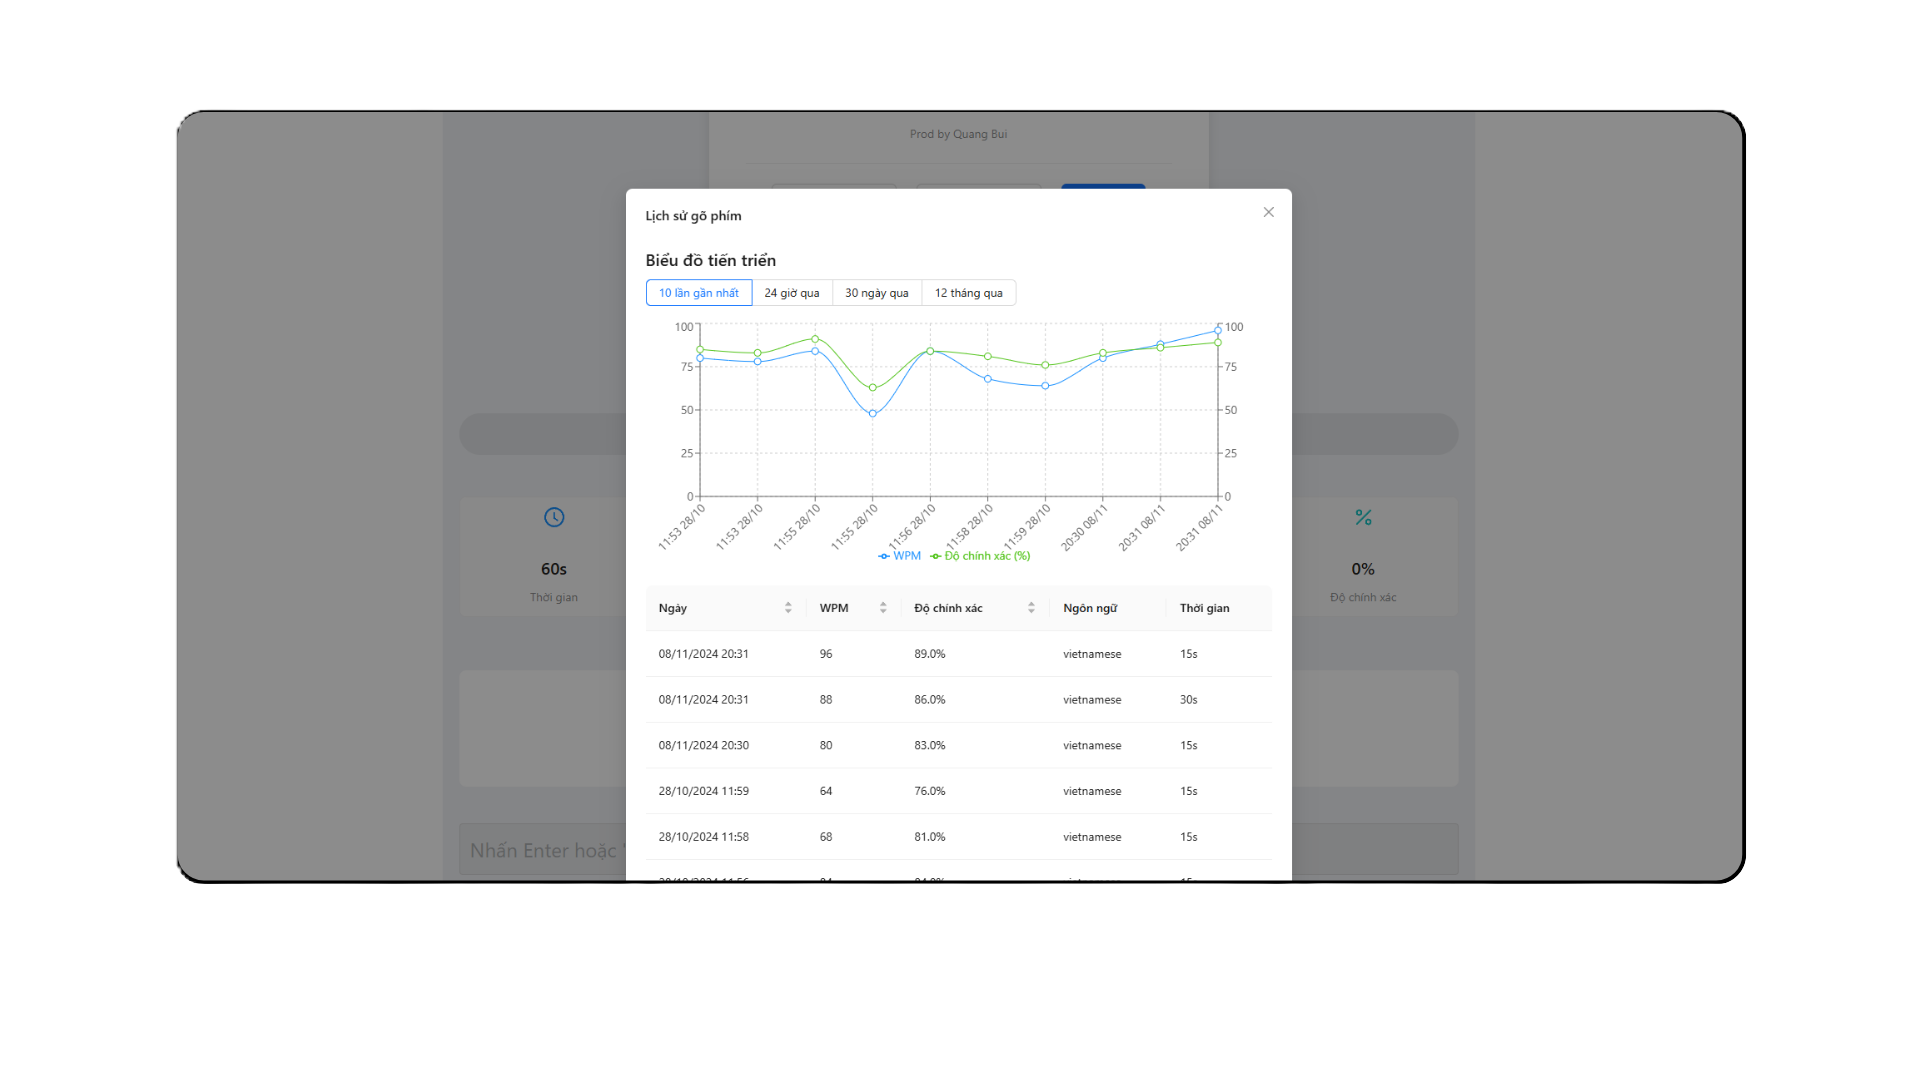 Prod by Quang Bui
Lịch sử gõ phím
Biểu đồ tiến triển
10 lần gần nhất 24 giờ qua 30 ngày qua 12 tháng qua
100 100
75 75
50 50
25 25
0 0
11:53 28/10 11:53 28/10 11:55 28/10 11:55 28/10 11:56 28/10 11:58 28/10 11:59 28/10 20:30 08/11 20:31 08/11 20:31 08/11
WPM Độ chính xác (%)
60s
Thời gian
0%
Độ chính xác
Ngày WPM Độ chính xác Ngôn ngữ Thời gian
08/11/2024 20:31 96 89.0% vietnamese 15s
08/11/2024 20:31 88 86.0% vietnamese 30s
08/11/2024 20:30 80 83.0% vietnamese 15s
28/10/2024 11:59 64 76.0% vietnamese 15s
28/10/2024 11:58 68 81.0% vietnamese 15s
Nhấn Enter hoặc